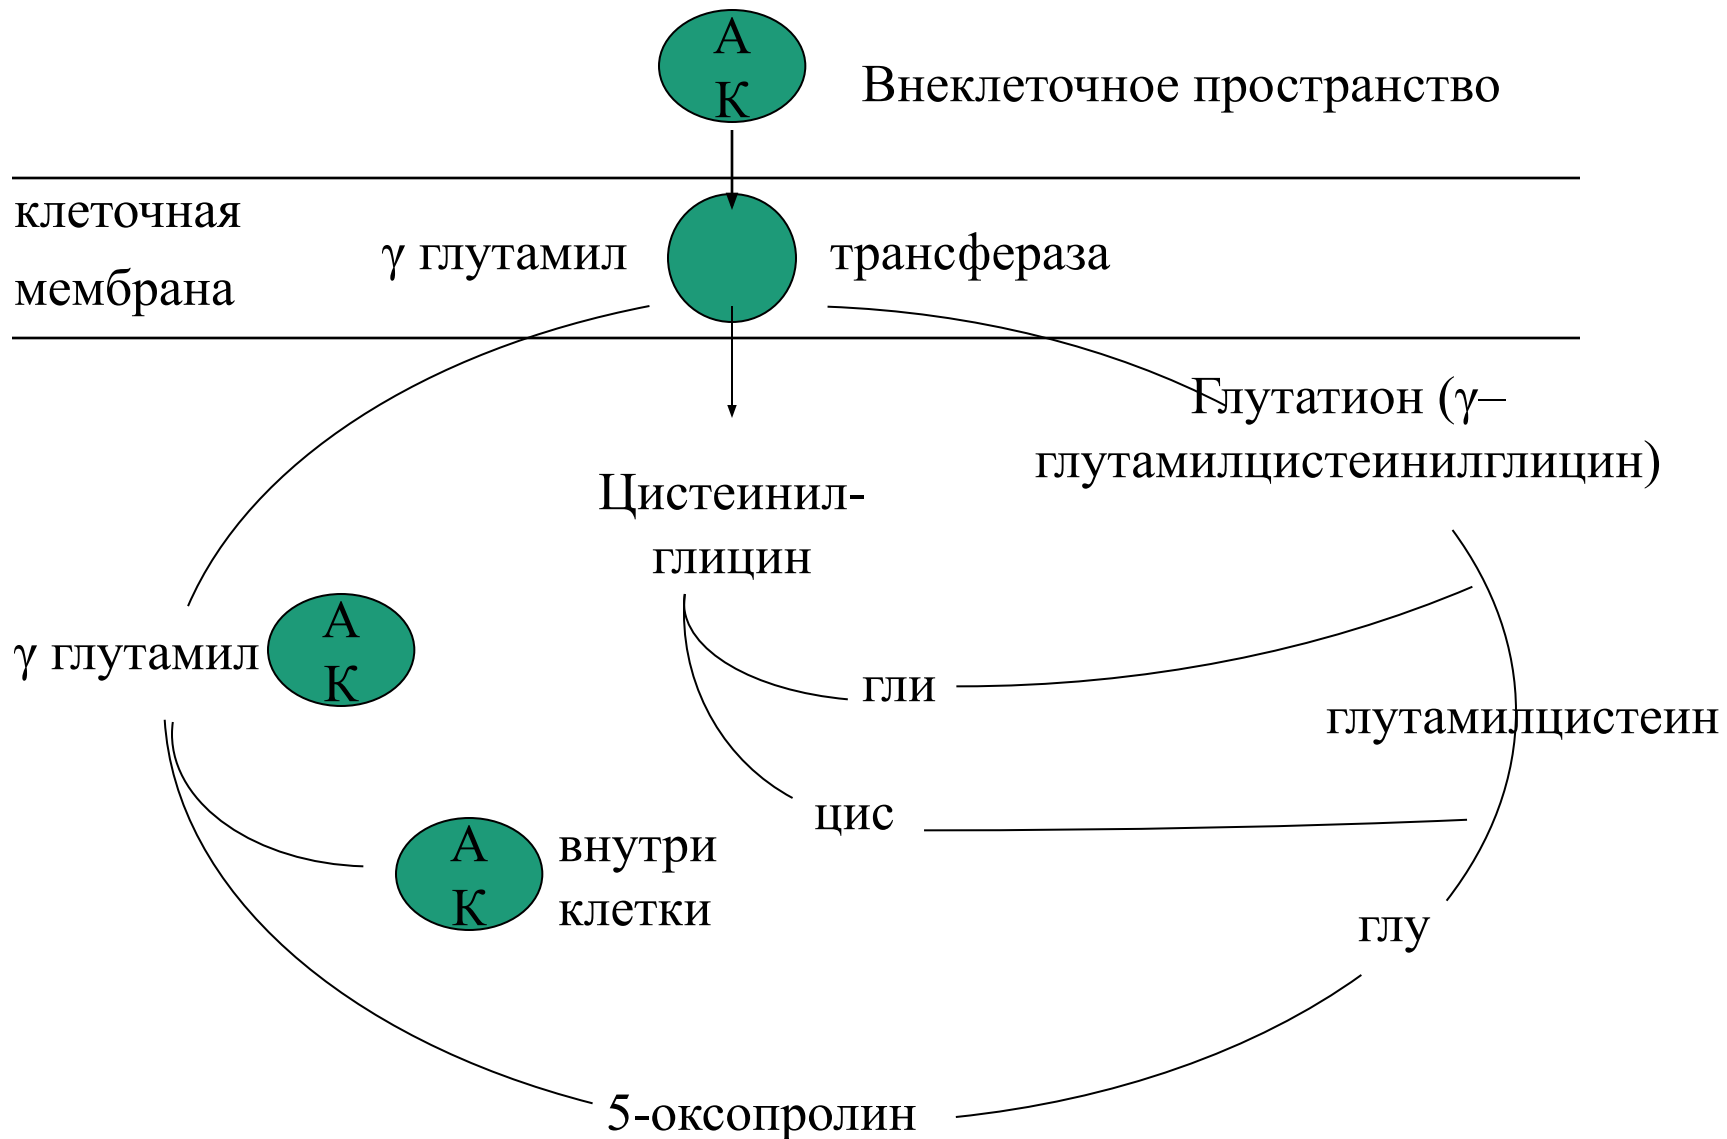 А
К
Внеклеточное пространство
клеточная
мембрана
γ глутамил
трансфераза
Глутатион (γ–
глутамилцистеинилглицин)
Цистеинил-
глицин
γ глутамил
А
К
гли
глутамилцистеин
цис
А
К
внутри
клетки
глу
5-оксопролин